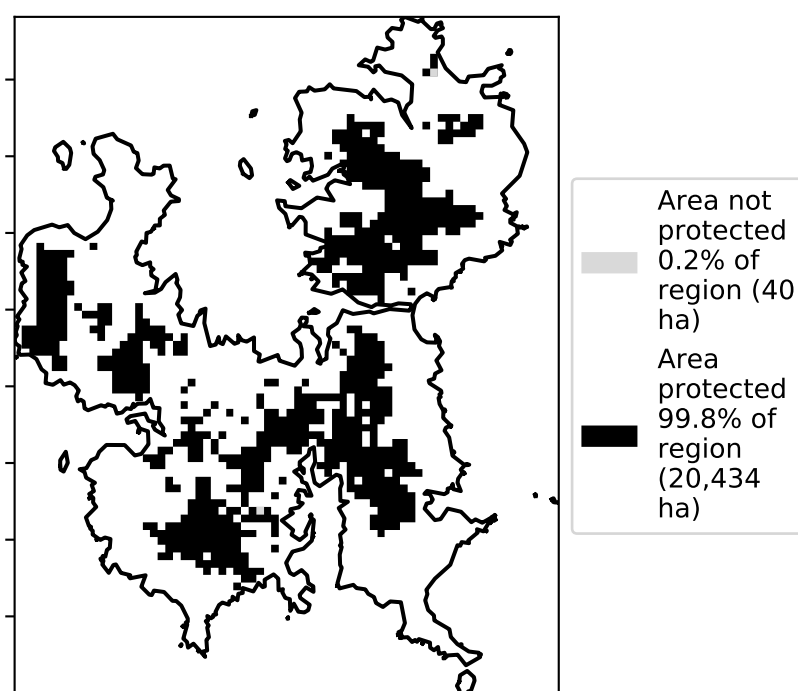 Area not
protected
0.2% of
region (40
ha)
Area
protected
99.8% of
region
(20,434
ha)